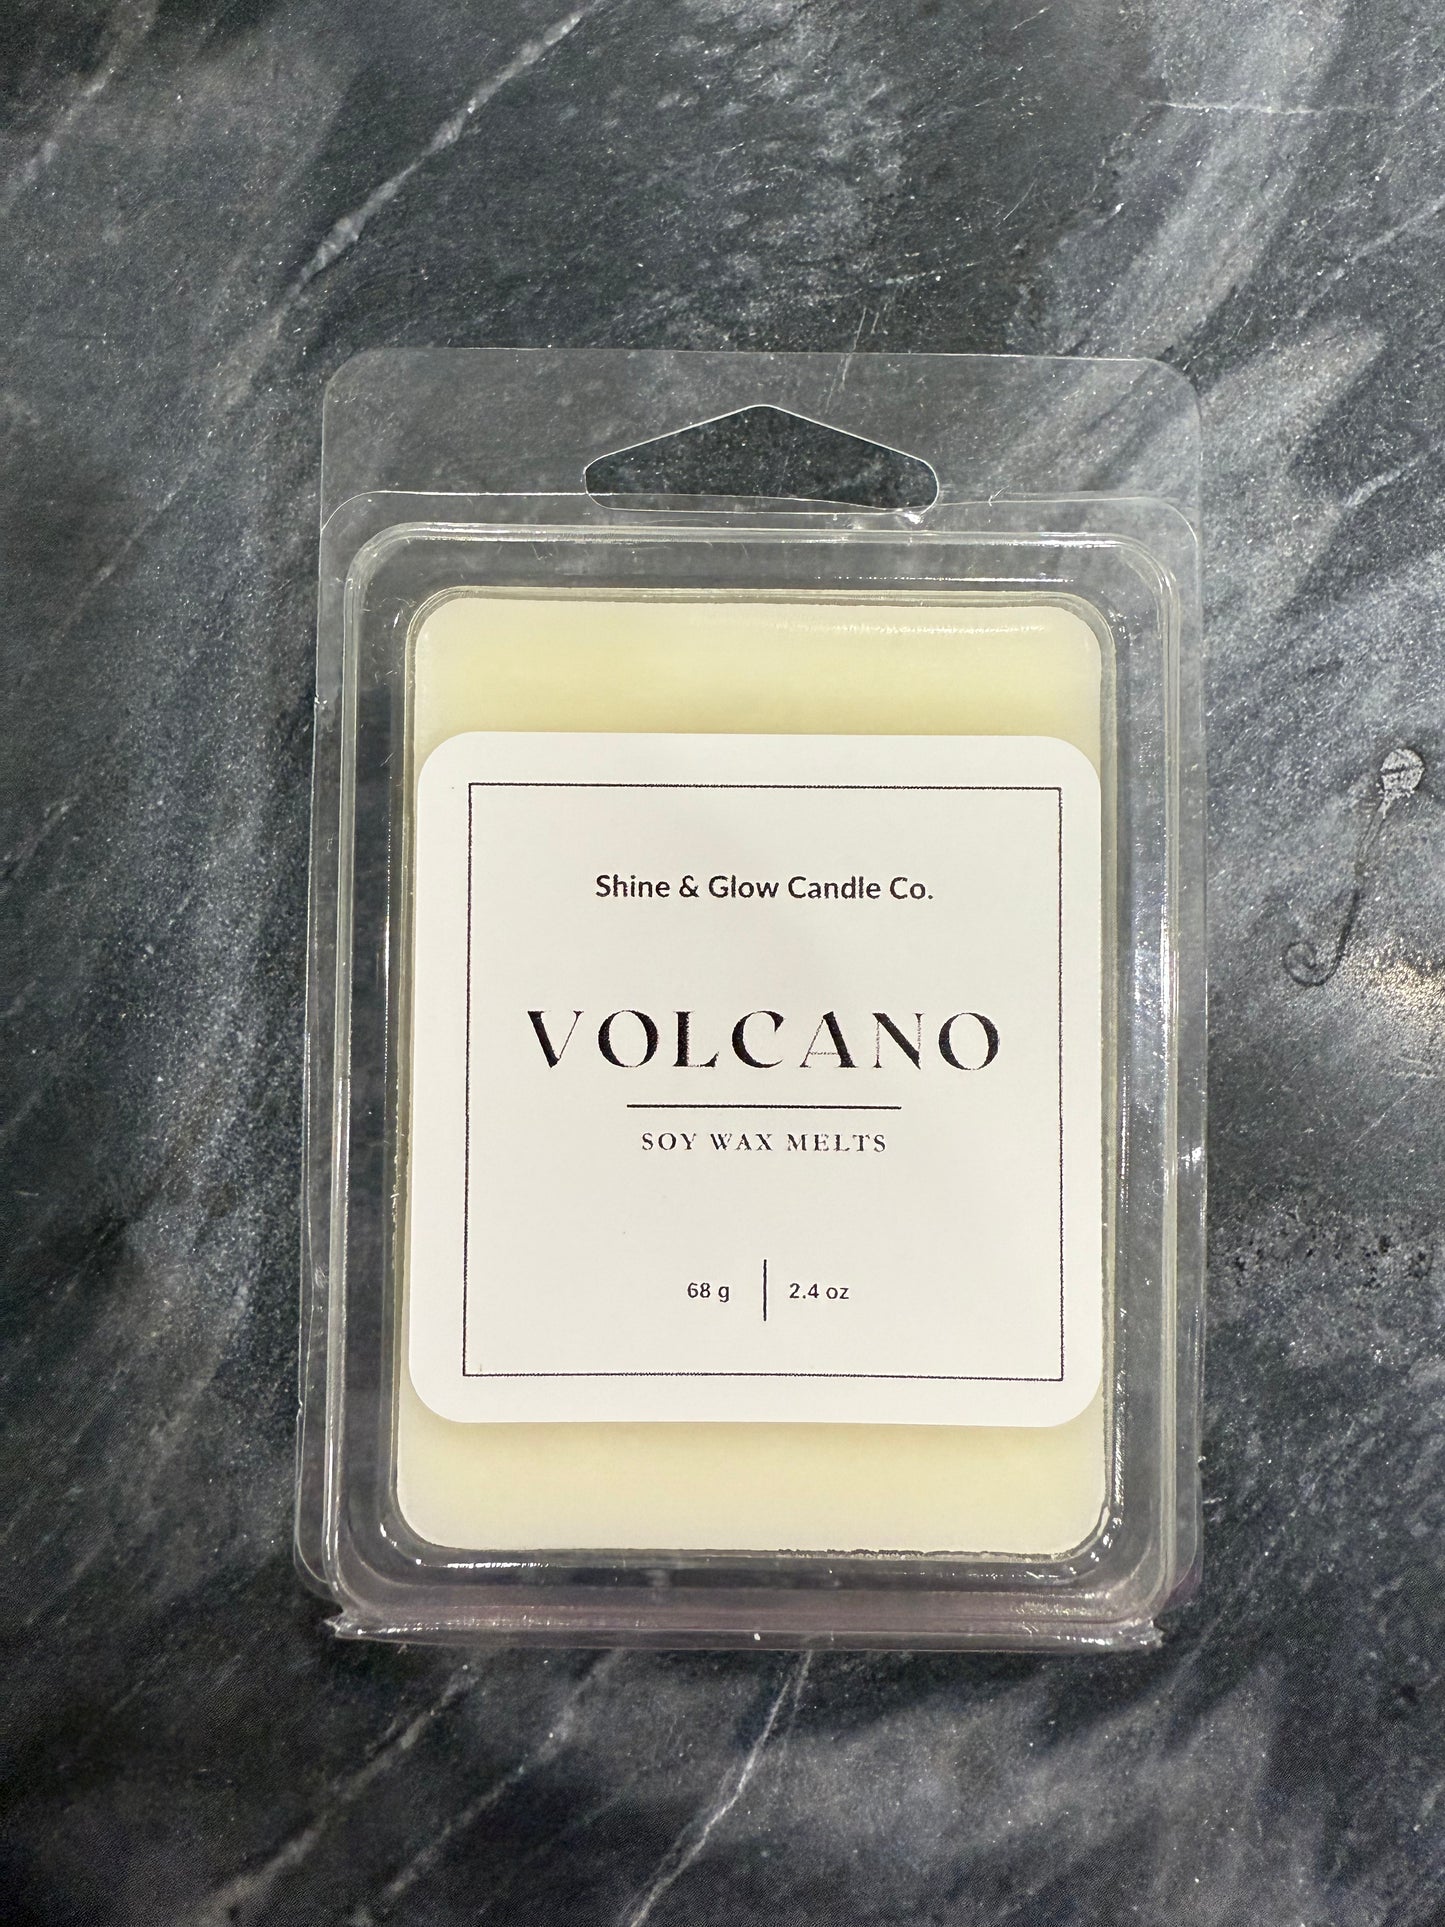 Shine & Glow Candle Co.
VOLCANO
SOY WAX MELTS
68 g | 2.4 oz